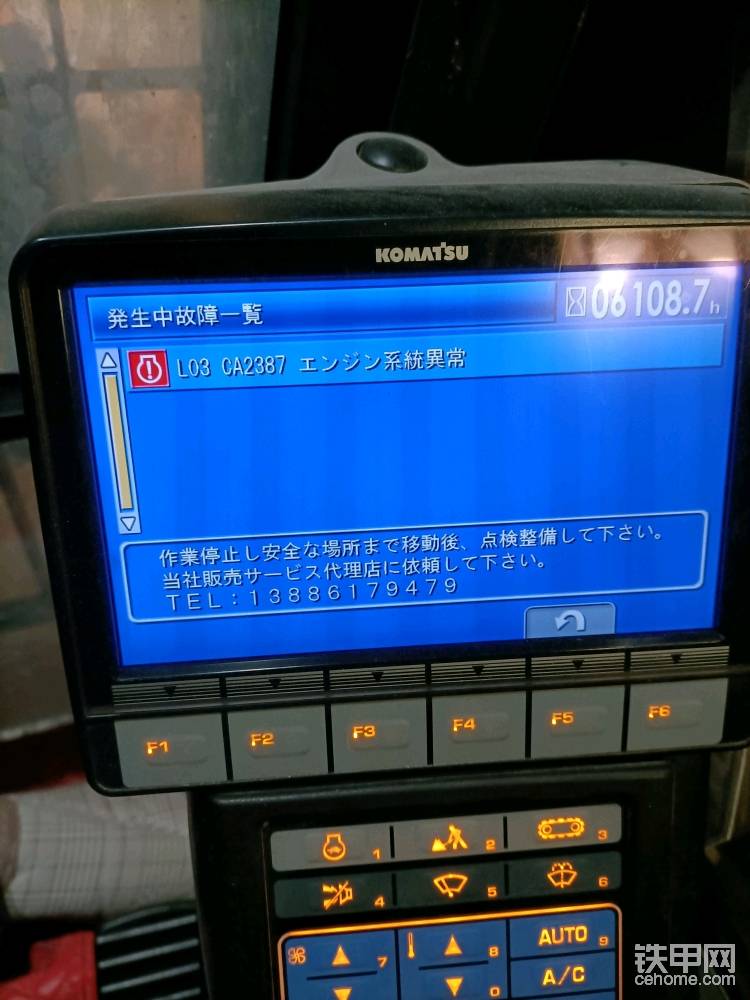 KOMATSU
発生中故障一覧
06108.7h
L03 CA2387 エンジン系統異常
作業停止し安全な場所まで移動後、点検整備して下さい。
当社販売サービス代理店に依頼して下さい。
TEL:13886179479
F1 F2 F3 F4 F5 F6
1 2 3
4 5 6
7 8 AUTO 9
0 A/C
铁甲网
cehome.com